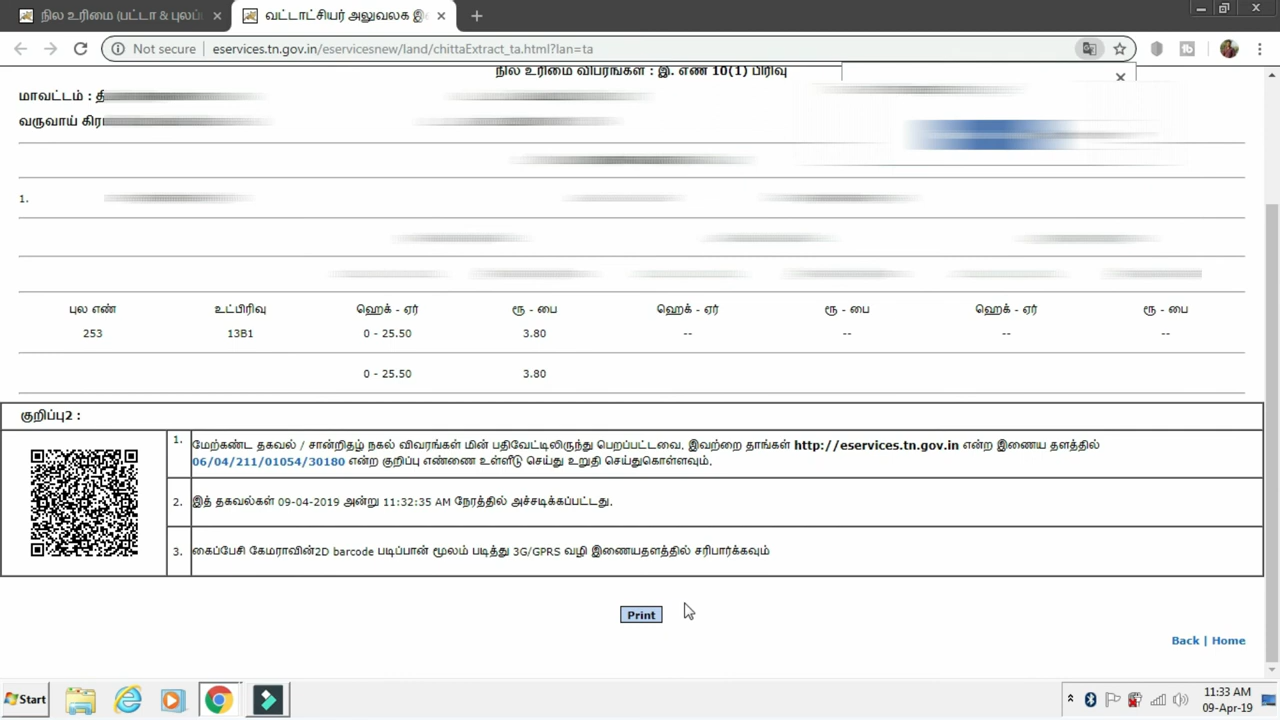 நில உரிமை (பட்டா & புலப்
வட்டாட்சியர் அலுவலக இ
Not secure | eservices.tn.gov.in/eservicesnew/land/chittaExtract_ta.html?lan=ta
நில உரிமை விபரங்கள் : இ. எண் 10(1) பிரிவு
மாவட்டம் :
வருவாய்
1.
புல எண் உட்பிரிவு ஹெக் - ஏர் ரூ - பை ஹெக் - ஏர் ரூ - பை ஹெக் - ஏர் ரூ - பை
253 13B1 0 - 25.50 3.80 -- -- -- --
0 - 25.50 3.80
குறிப்பு2 :
1. மேற்கண்ட தகவல் / சான்றிதழ் நகல் விவரங்கள் மின் பதிவேட்டிலிருந்து பெறப்பட்டவை. இவற்றை தாங்கள் http://eservices.tn.gov.in என்ற இணைய தளத்தில்
06/04/211/01054/30180 என்ற குறிப்பு எண்ணை உள்ளீடு செய்து உறுதி செய்துகொள்ளவும்.
2. இத் தகவல்கள் 09-04-2019 அன்று 11:32:35 AM நேரத்தில் அச்சடிக்கப்பட்டது.
3. கைப்பேசி கேமராவின்2D barcode படிப்பான் மூலம் படித்து 3G/GPRS வழி இணையதளத்தில் சரிபார்க்கவும்
Print
Back | Home
Start
11:33 AM
09-Apr-19